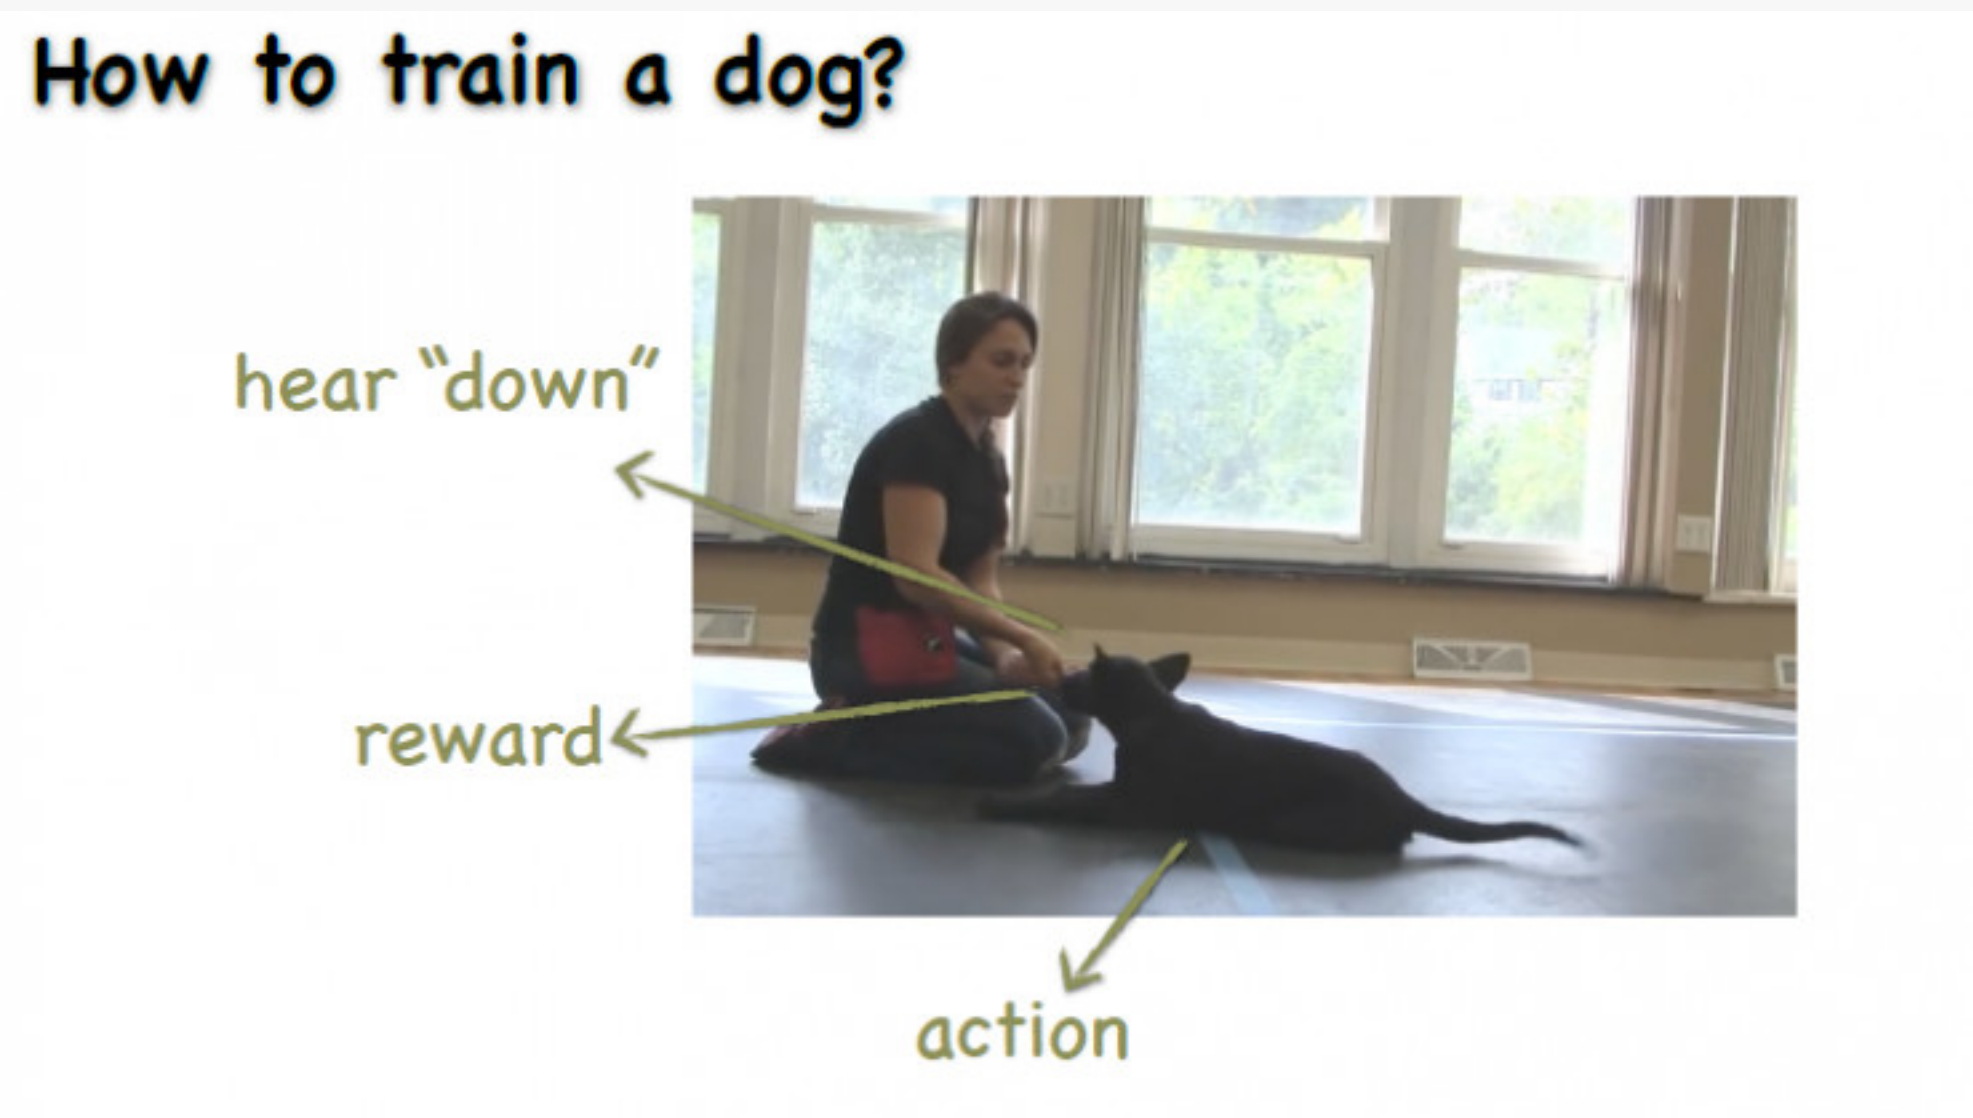 How to train a dog?
hear “down”
reward
action